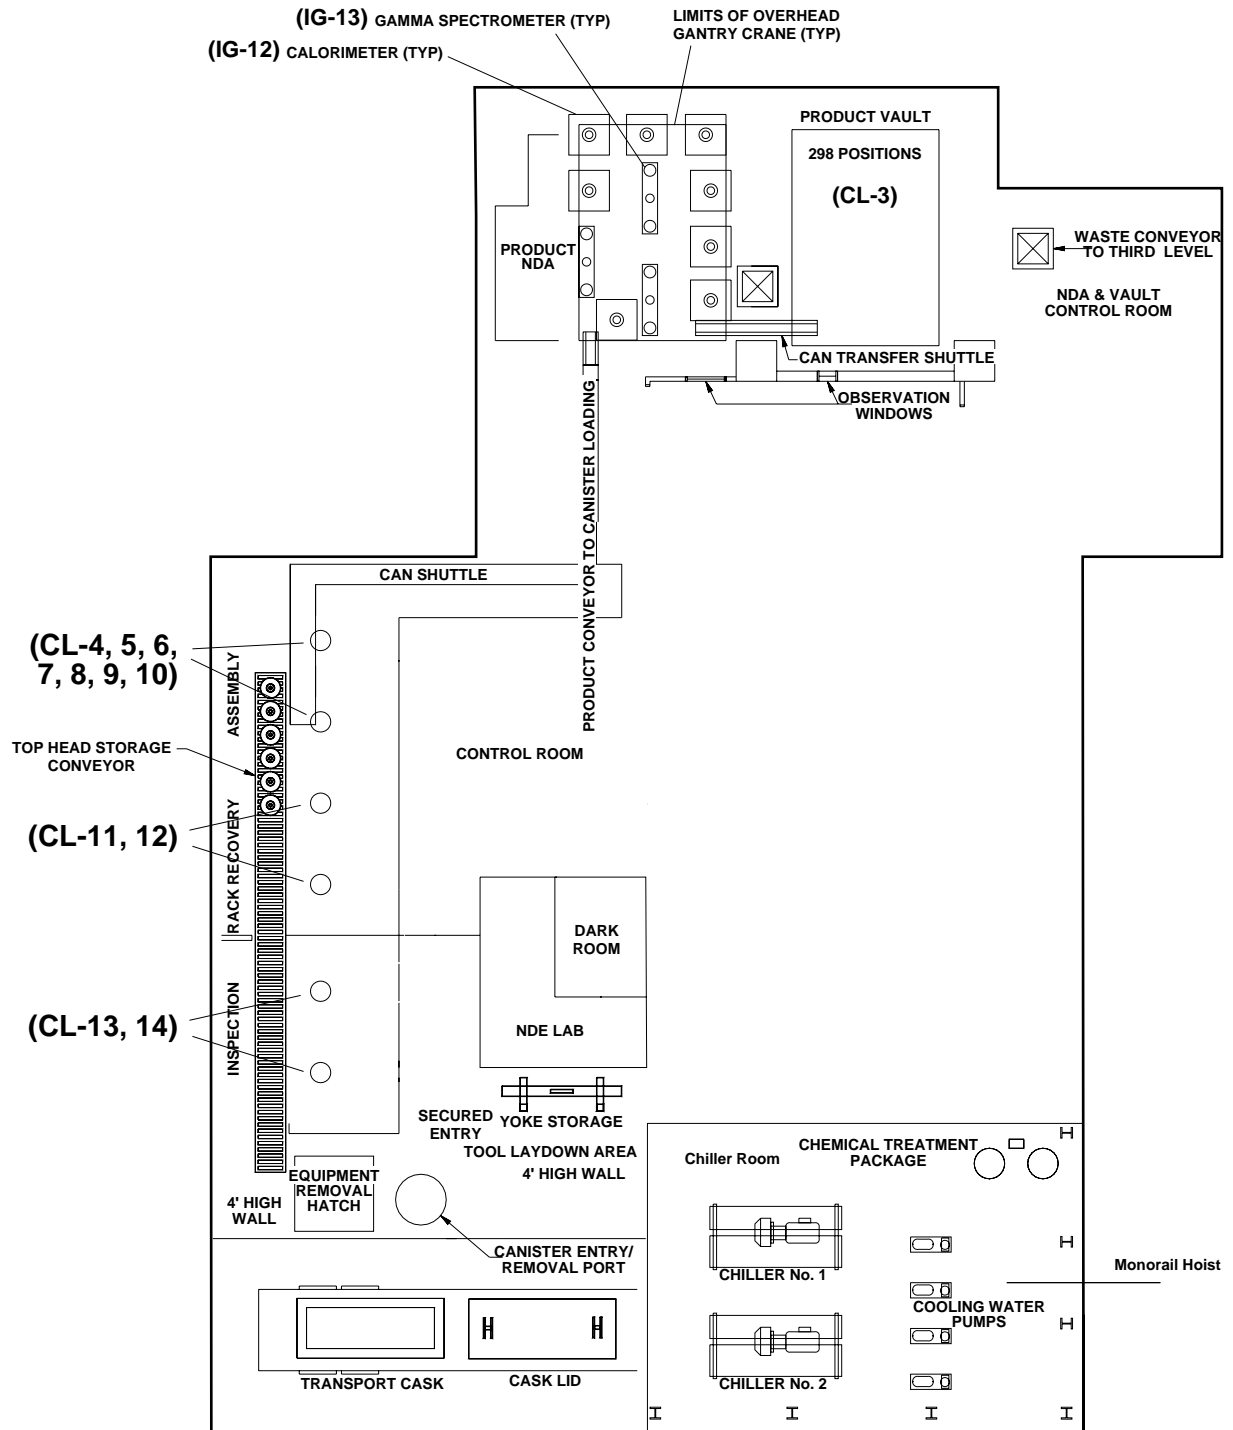 (IG-13) GAMMA SPECTROMETER (TYP)
(IG-12) CALORIMETER (TYP)
LIMITS OF OVERHEAD
GANTRY CRANE (TYP)
PRODUCT VAULT
298 POSITIONS
(CL-3)
PRODUCT
NDA
WASTE CONVEYOR
TO THIRD LEVEL
NDA & VAULT
CONTROL ROOM
CAN TRANSFER SHUTTLE
OBSERVATION
WINDOWS
PRODUCT CONVEYOR TO CANISTER LOADING
CAN SHUTTLE
(CL-4, 5, 6,
7, 8, 9, 10)
ASSEMBLY
TOP HEAD STORAGE
CONVEYOR
CONTROL ROOM
(CL-11, 12)
RACK RECOVERY
DARK
ROOM
(CL-13, 14)
INSPECTION
NDE LAB
SECURED
ENTRY
YOKE STORAGE
TOOL LAYDOWN AREA
4' HIGH WALL
EQUIPMENT
REMOVAL
HATCH
4' HIGH
WALL
CANISTER ENTRY/
REMOVAL PORT
Chiller Room
CHEMICAL TREATMENT
PACKAGE
CHILLER No. 1
Monorail Hoist
COOLING WATER
PUMPS
CHILLER No. 2
TRANSPORT CASK
CASK LID